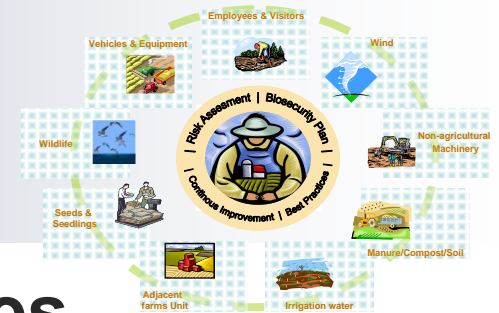 Employees & Visitors
Vehicles & Equipment
Wind
Wildlife
Non-agricultural
Machinery
| Risk Assesment | Biosecurity Plan |
| Continous Improvement | Best Practices |
Seeds &
Seedlings
Manure/Compost/Soil
Adjacent
farms Unit
Irrigation water